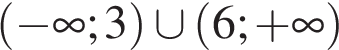 (−∞; 3) ∪ (6; +∞)